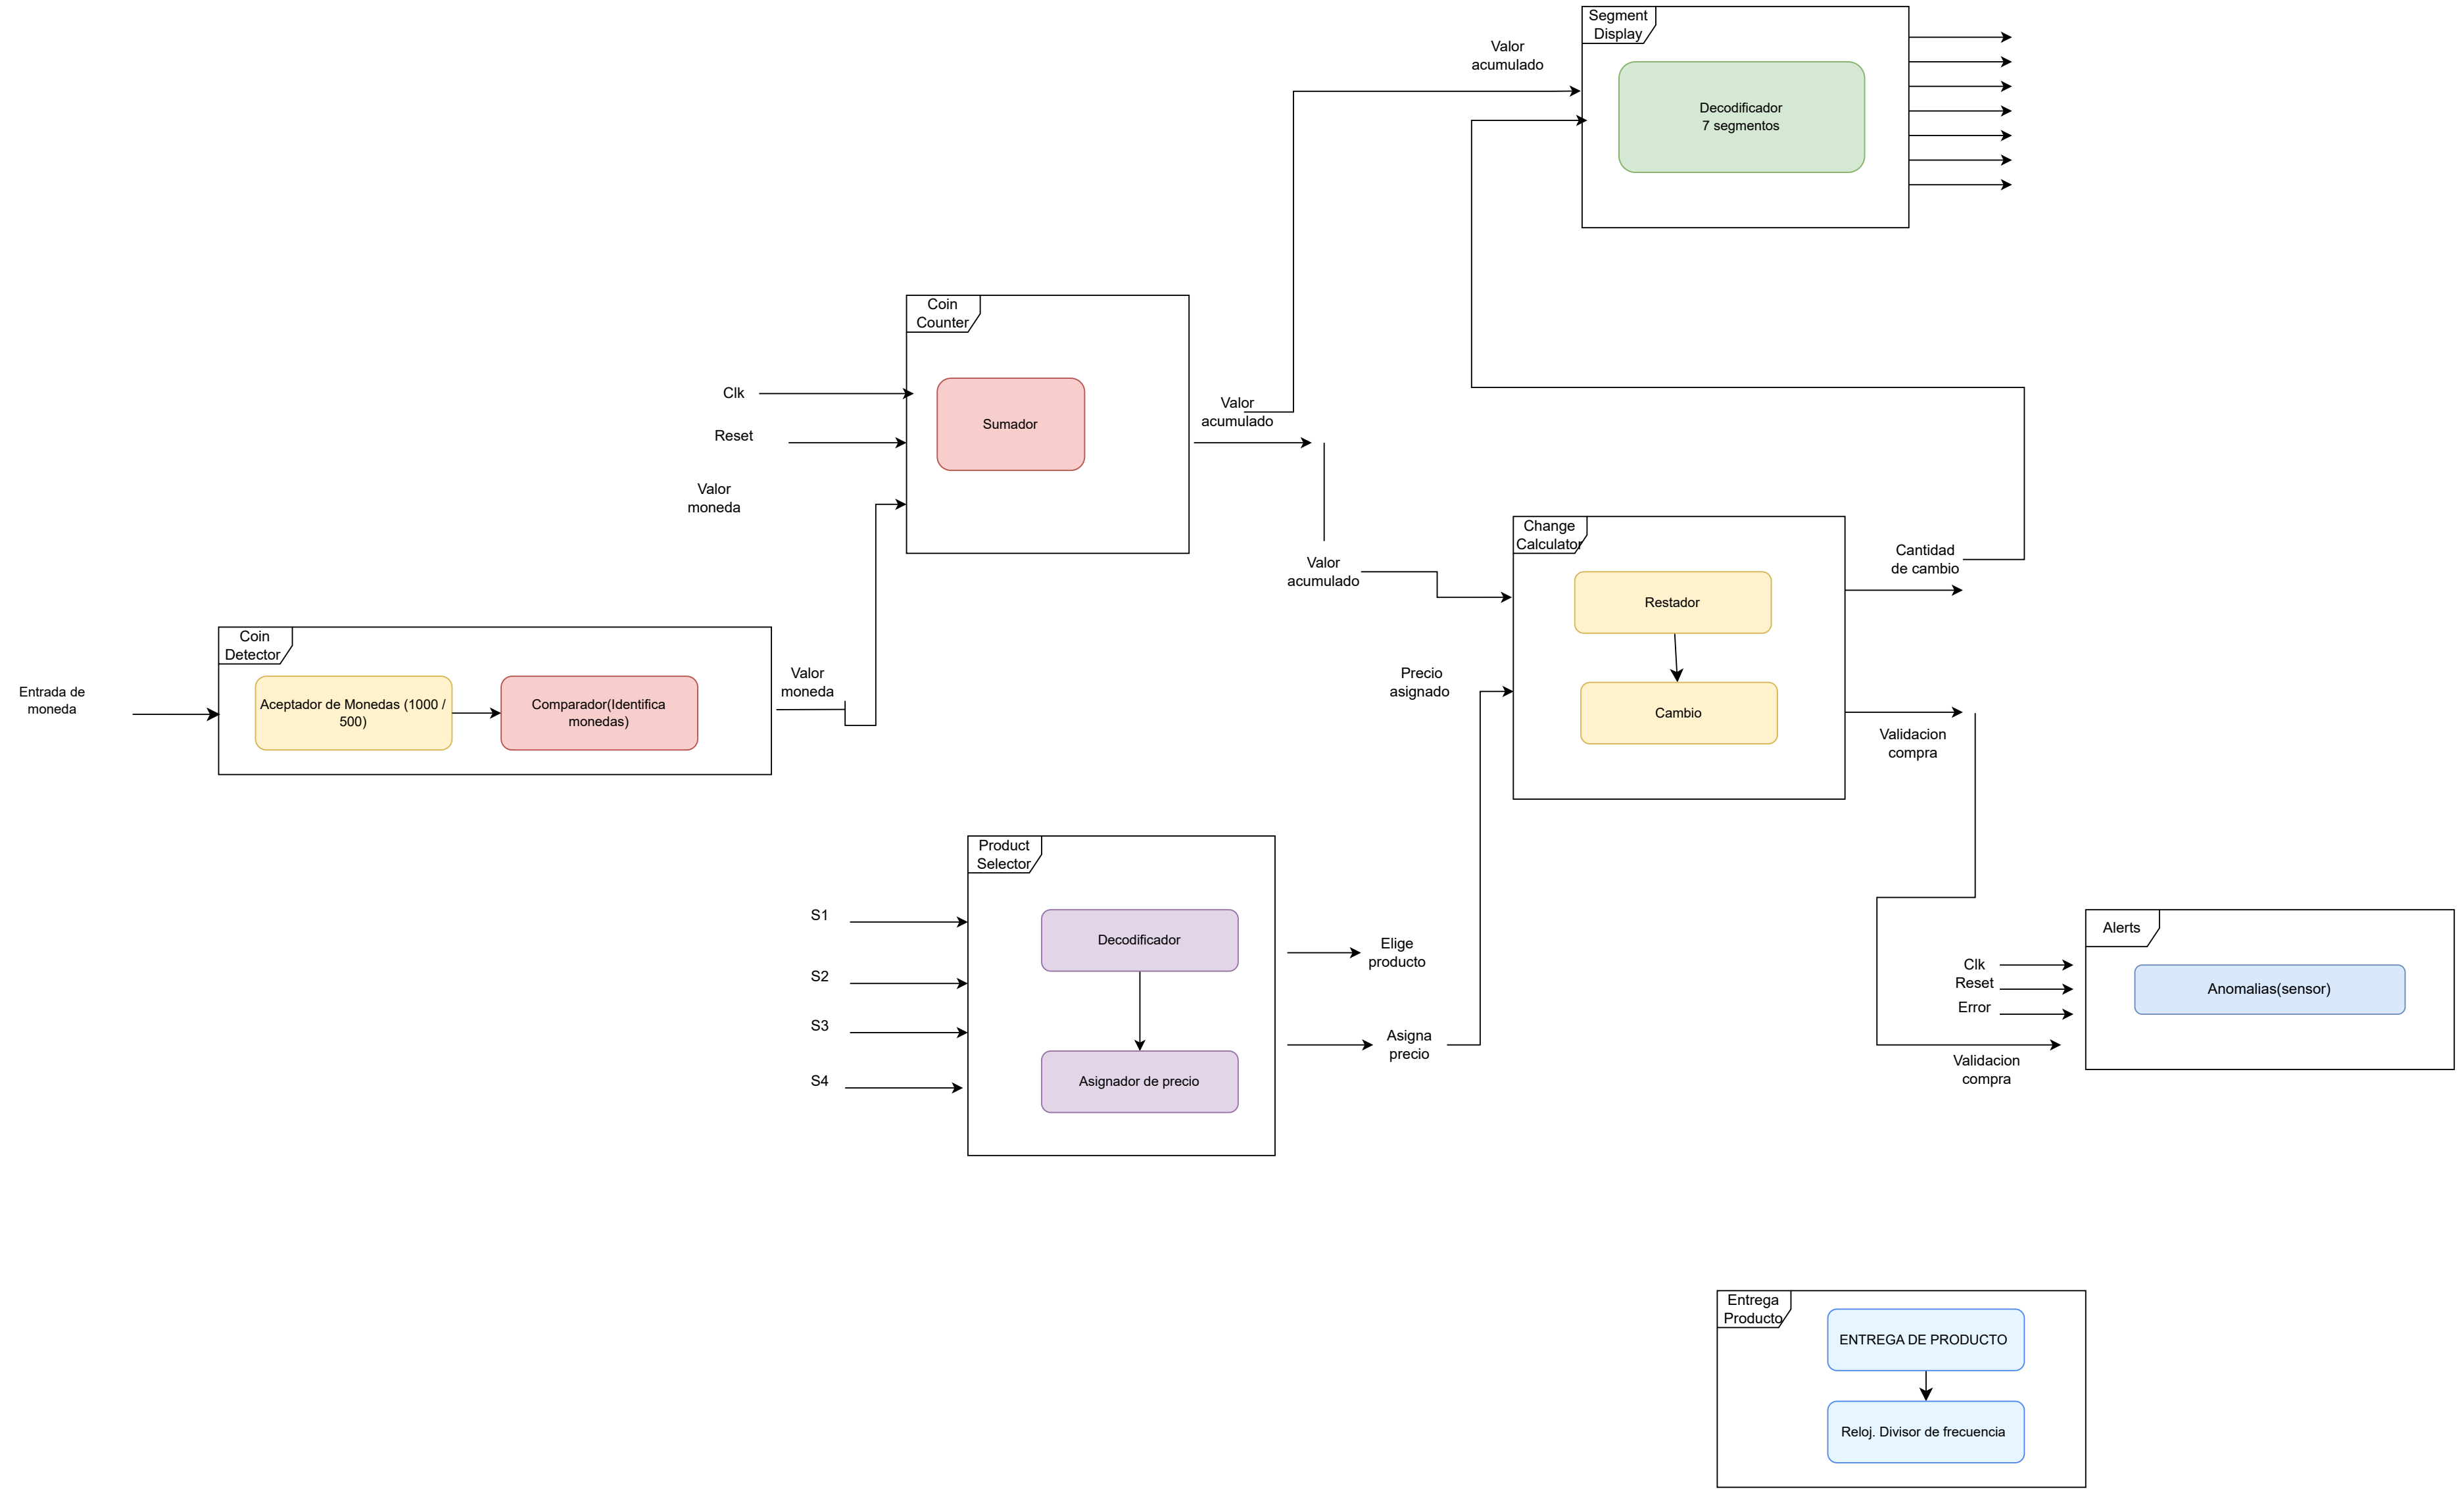 Segment
Display
Valor
acumulado
Decodificador
7 segmentos
Coin
Counter
Clk
Reset
Valor
moneda
Sumador
Valor
acumulado
Valor
acumulado
Change
Calculator
Restador
Cambio
Cantidad
de cambio
Validacion
compra
Precio
asignado
Coin
Detector
Entrada de
moneda
Aceptador de Monedas (1000 /
500)
Comparador(Identifica
monedas)
Valor
moneda
Product
Selector
S1
S2
S3
S4
Decodificador
Asignador de precio
Elige
producto
Asigna
precio
Alerts
Clk
Reset
Error
Validacion
compra
Anomalias(sensor)
Entrega
Producto
ENTREGA DE PRODUCTO
Reloj. Divisor de frecuencia